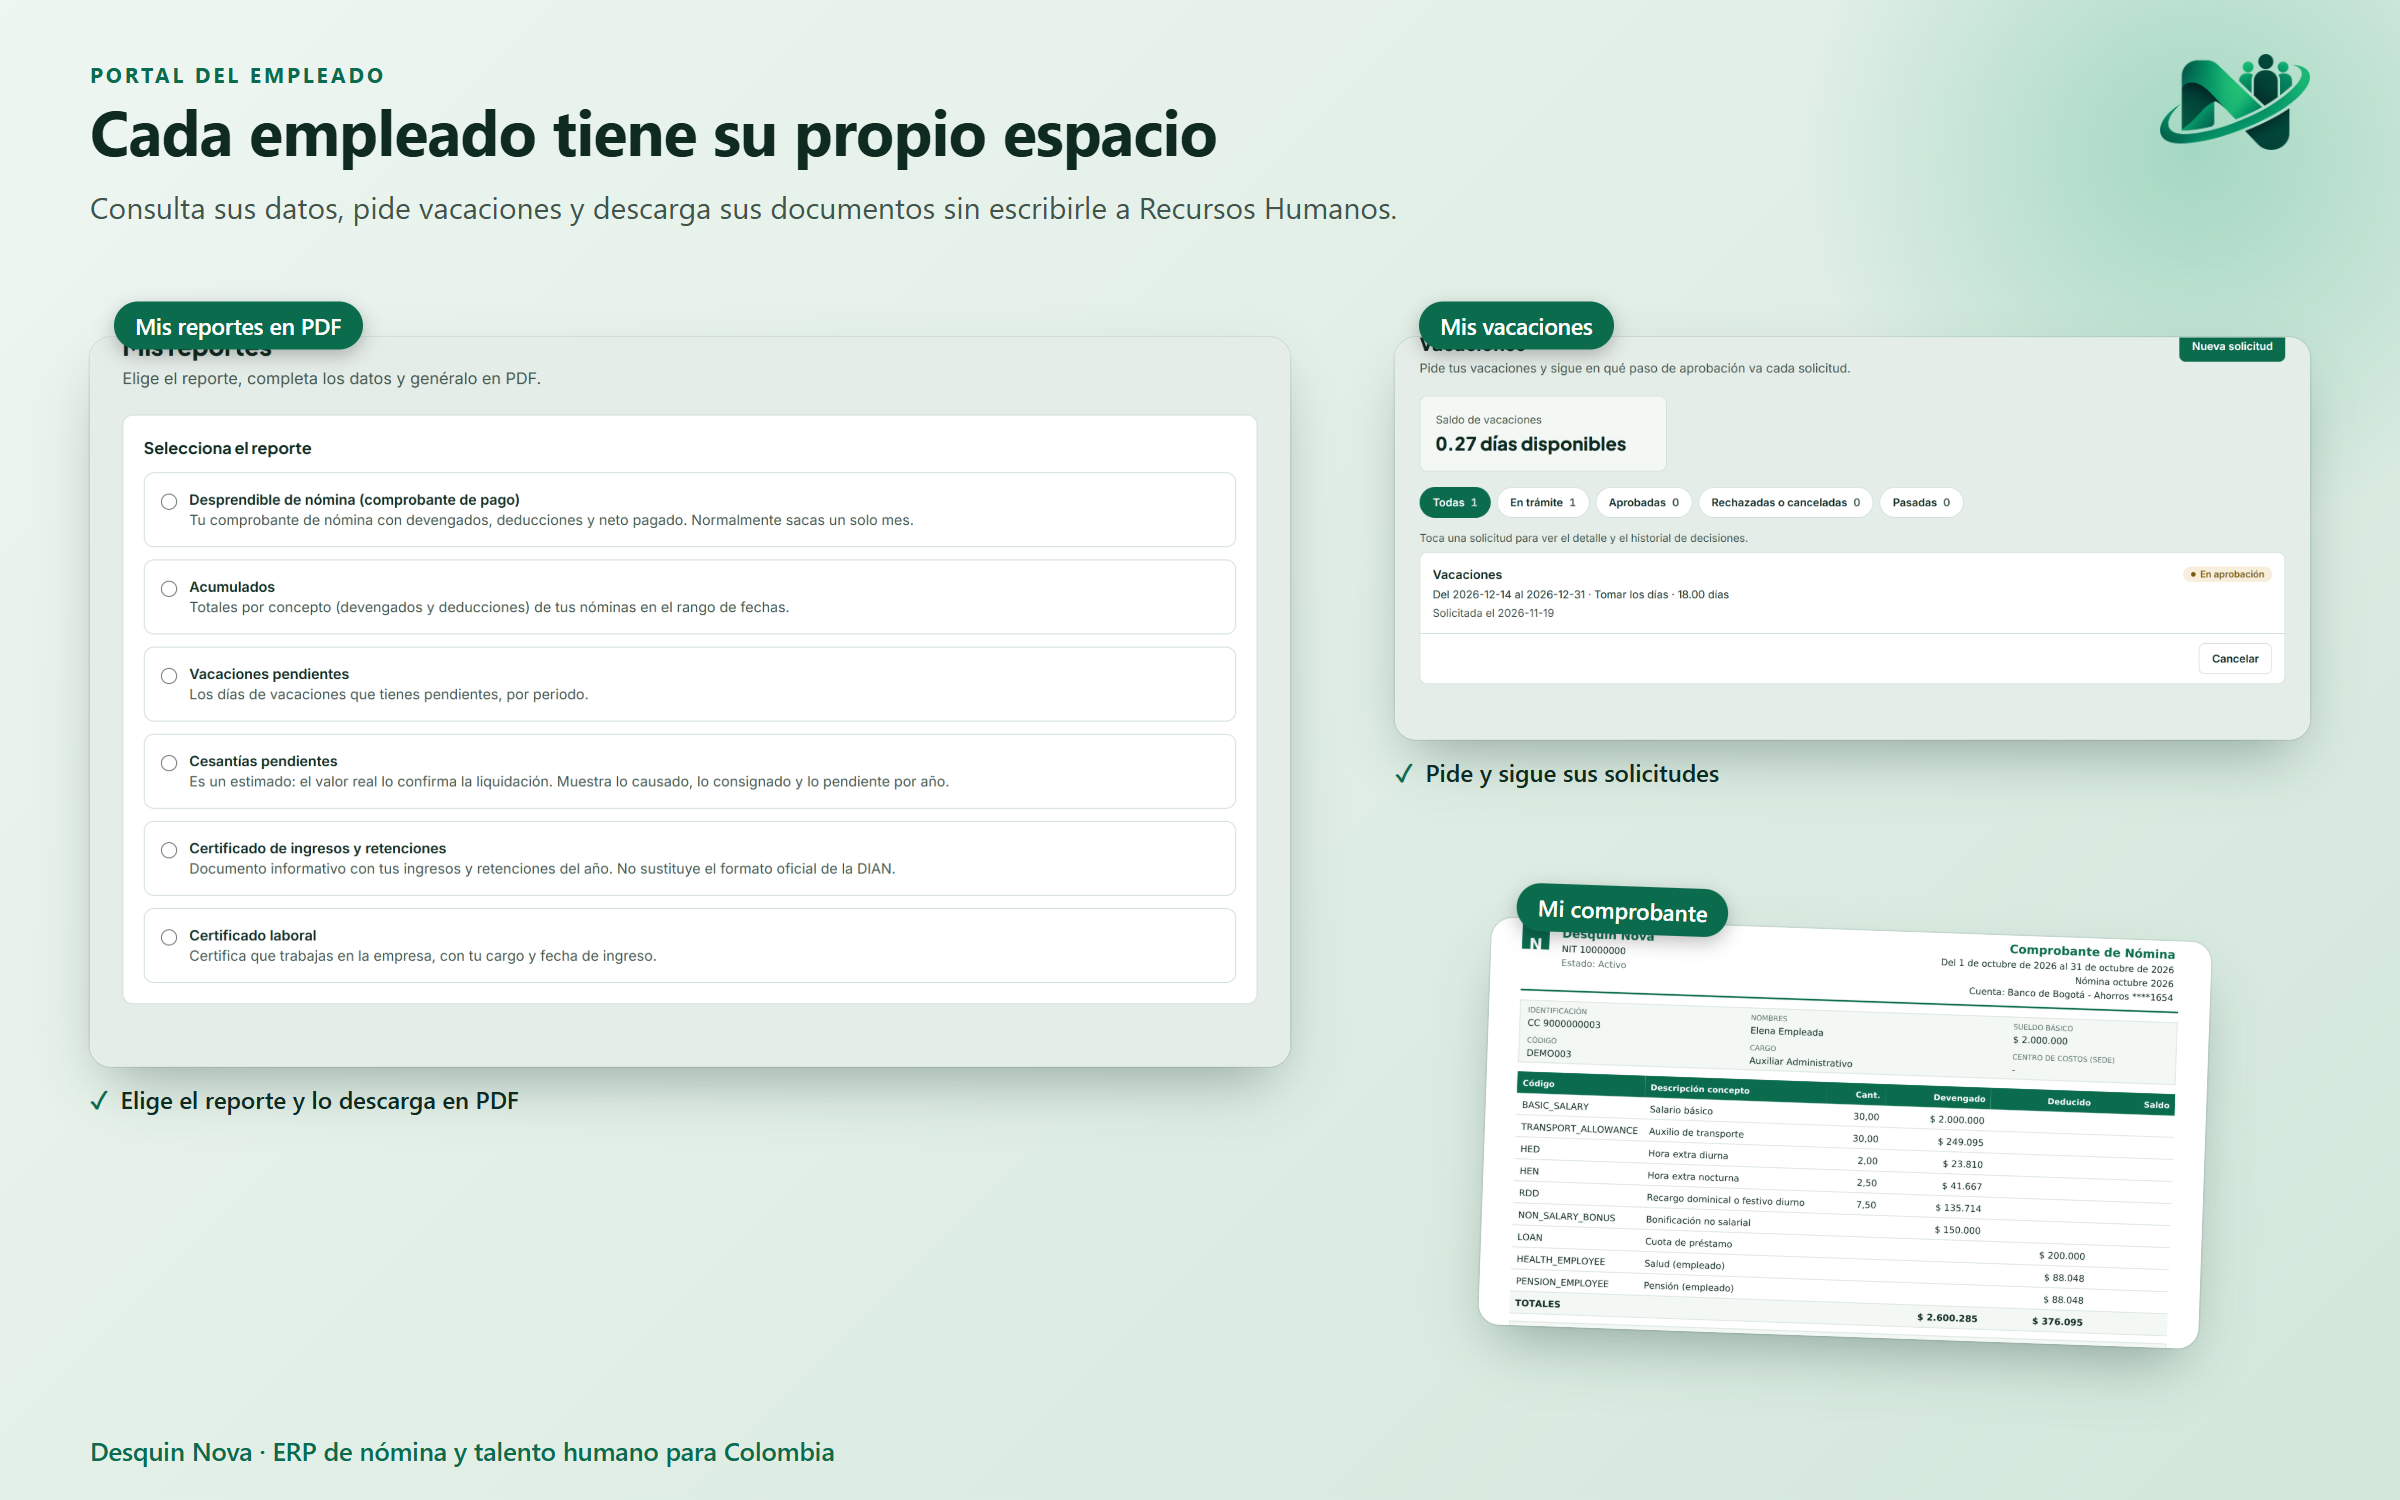 PORTAL DEL EMPLEADO
Cada empleado tiene su propio espacio
Consulta sus datos, pide vacaciones y descarga sus documentos sin escribirle a Recursos Humanos.
Mis reportes en PDF
Mis reportes
Elige el reporte, completa los datos y genéralo en PDF.
Selecciona el reporte
Desprendible de nómina (comprobante de pago)
Tu comprobante de nómina con devengados, deducciones y neto pagado. Normalmente sacas un solo mes.
Acumulados
Totales por concepto (devengados y deducciones) de tus nóminas en el rango de fechas.
Vacaciones pendientes
Los días de vacaciones que tienes pendientes, por periodo.
Cesantías pendientes
Es un estimado: el valor real lo confirma la liquidación. Muestra lo causado, lo consignado y lo pendiente por año.
Certificado de ingresos y retenciones
Documento informativo con tus ingresos y retenciones del año. No sustituye el formato oficial de la DIAN.
Certificado laboral
Certifica que trabajas en la empresa, con tu cargo y fecha de ingreso.
✓ Elige el reporte y lo descarga en PDF
Mis vacaciones
Vacaciones
Nueva solicitud
Pide tus vacaciones y sigue en qué paso de aprobación va cada solicitud.
Saldo de vacaciones
0.27 días disponibles
Todas 1 En trámite 1 Aprobadas 0 Rechazadas o canceladas 0 Pasadas 0
Toca una solicitud para ver el detalle y el historial de decisiones.
Vacaciones
En aprobación
Del 2026-12-14 al 2026-12-31 · Tomar los días · 18.00 días
Solicitada el 2026-11-19
Cancelar
✓ Pide y sigue sus solicitudes
Mi comprobante
N
Desquin Nova
NIT 10000000
Estado: Activo
Comprobante de Nómina
Del 1 de octubre de 2026 al 31 de octubre de 2026
Nómina octubre 2026
Cuenta: Banco de Bogotá - Ahorros ****1654
IDENTIFICACIÓN NOMBRES SUELDO BÁSICO
CC 9000000003 Elena Empleada $ 2.000.000
CÓDIGO CARGO CENTRO DE COSTOS (SEDE)
DEMO003 Auxiliar Administrativo -
Código Descripción concepto Cant. Devengado Deducido Saldo
BASIC_SALARY Salario básico 30,00 $ 2.000.000
TRANSPORT_ALLOWANCE Auxilio de transporte 30,00 $ 249.095
HED Hora extra diurna 2,00 $ 23.810
HEN Hora extra nocturna 2,50 $ 41.667
RDD Recargo dominical o festivo diurno 7,50 $ 135.714
NON_SALARY_BONUS Bonificación no salarial $ 150.000
LOAN Cuota de préstamo $ 200.000
HEALTH_EMPLOYEE Salud (empleado) $ 88.048
PENSION_EMPLOYEE Pensión (empleado) $ 88.048
TOTALES $ 2.600.285 $ 376.095
Desquin Nova · ERP de nómina y talento humano para Colombia